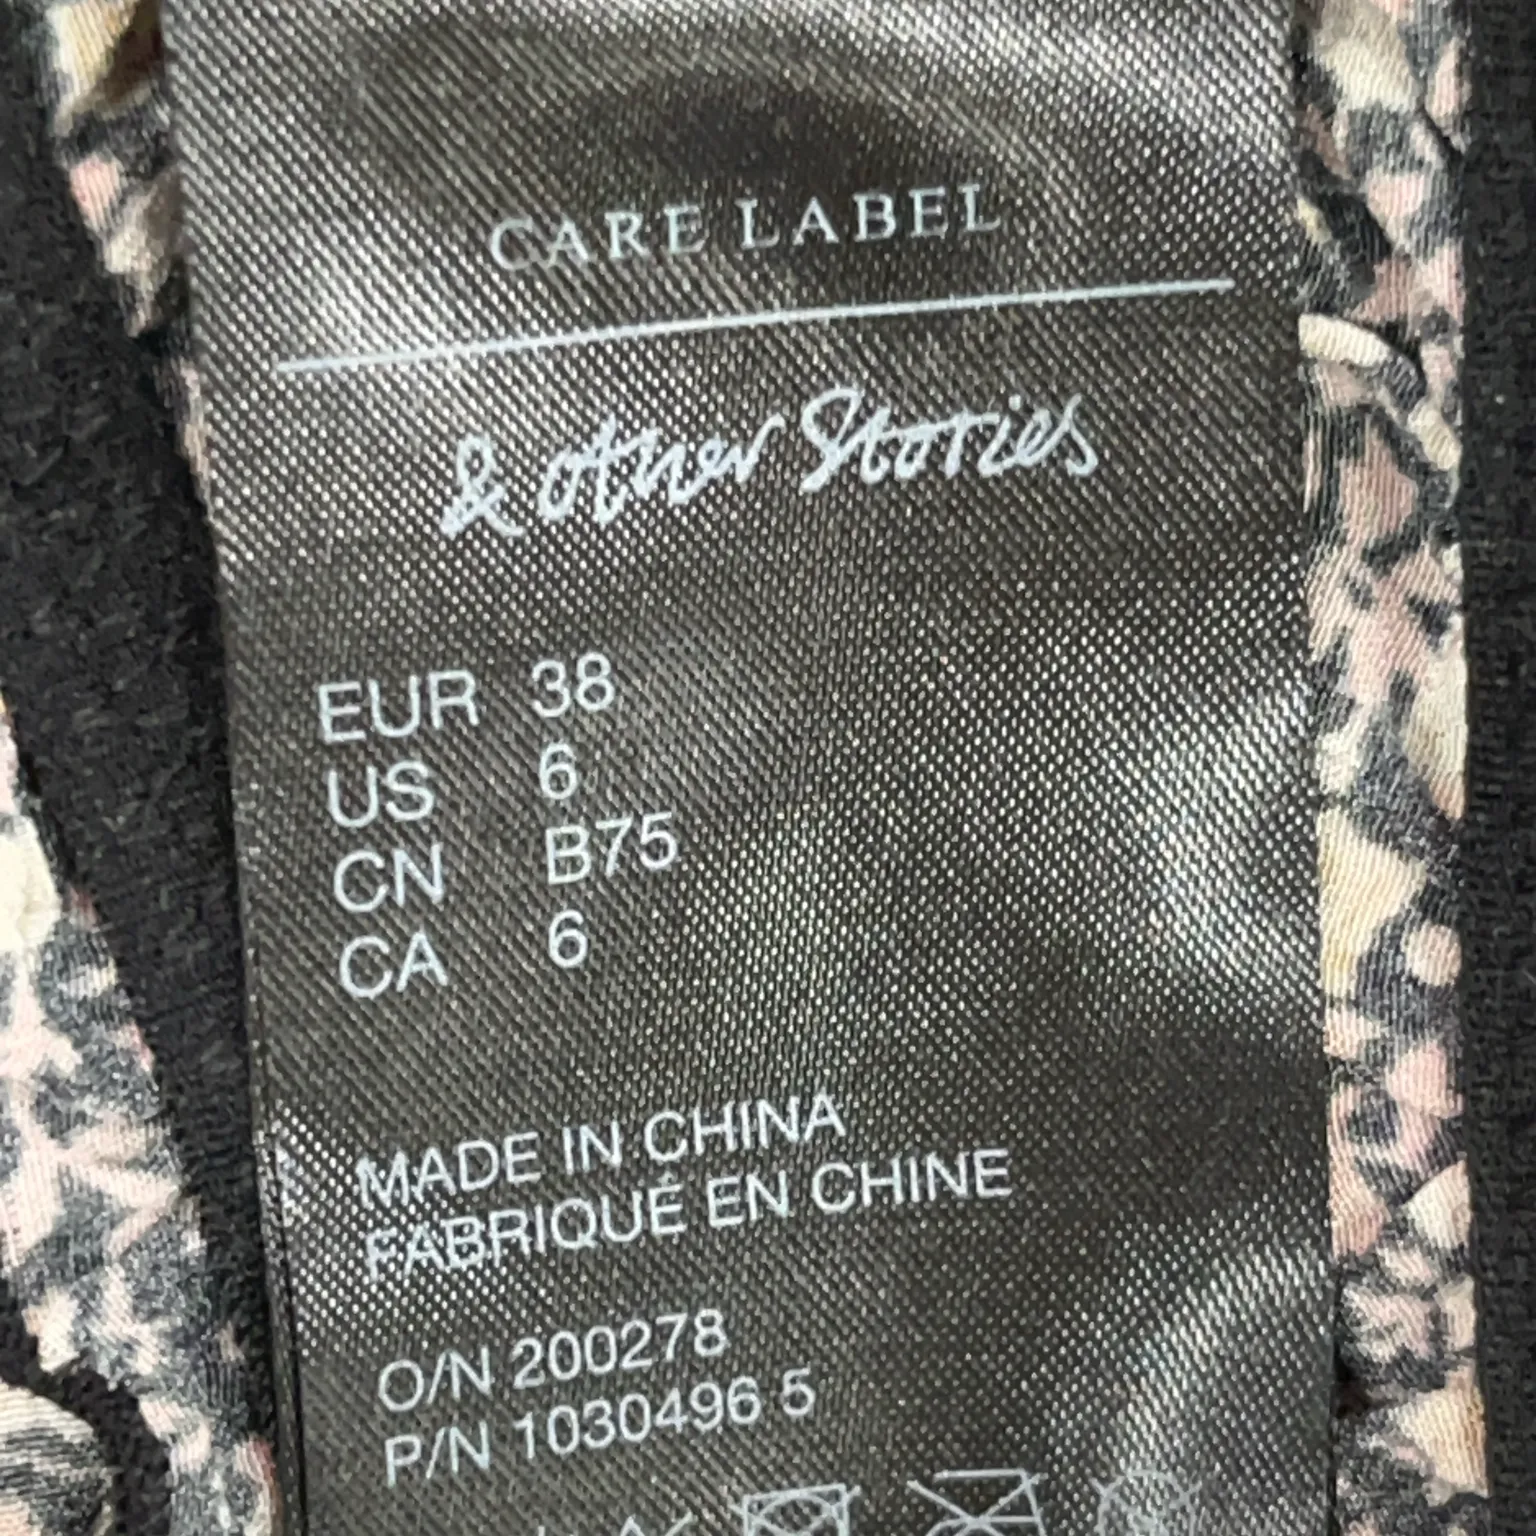 CARE LABEL
& Other Stories
EUR 38
US 6
CN B75
CA 6
MADE IN CHINA
FABRIQUÉ EN CHINE
O/N 200278
P/N 1030496 5